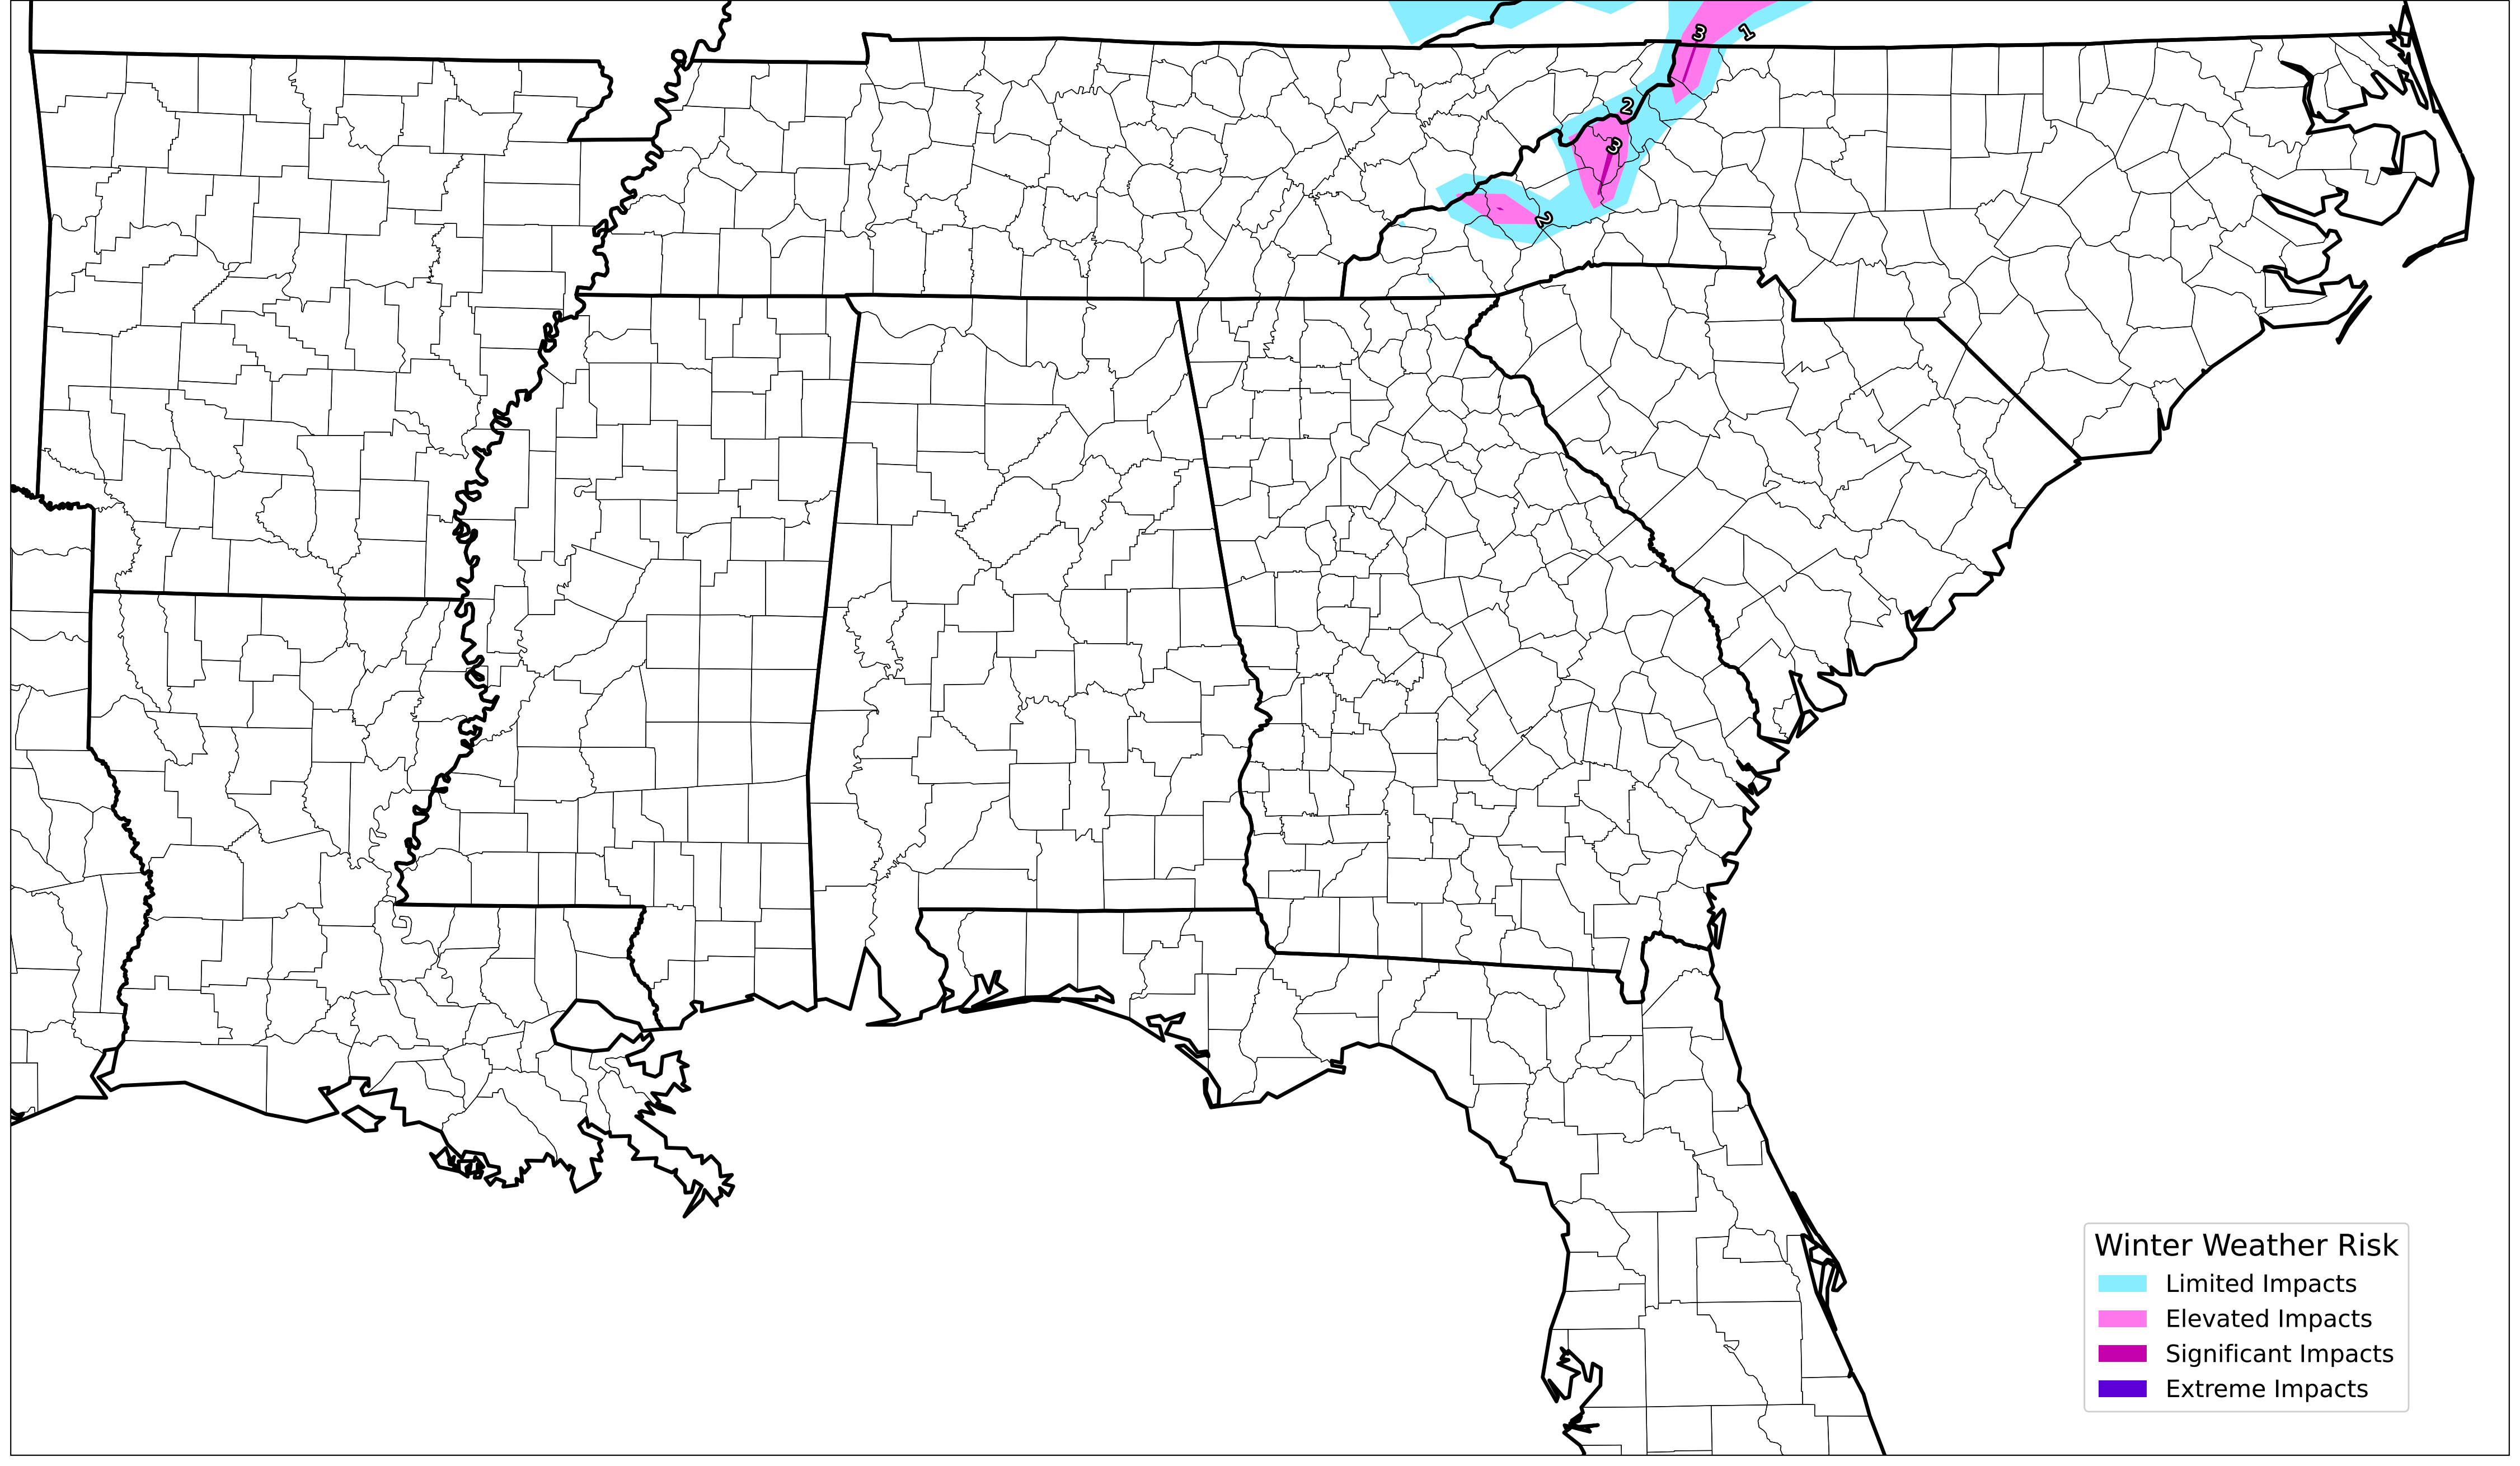 3
1
2
3
2
Winter Weather Risk
Limited Impacts
Elevated Impacts
Significant Impacts
Extreme Impacts